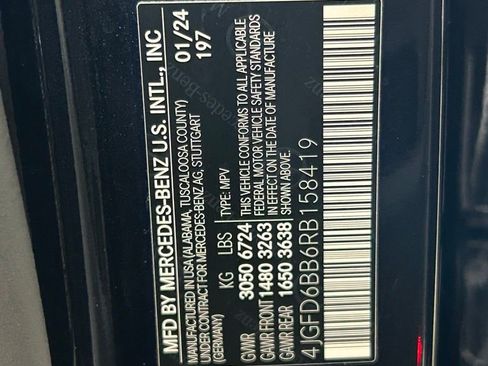 MFD BY MERCEDES-BENZ U.S. INTL., INC
MANUFACTURED IN USA (ALABAMA, TUSCALOOSA COUNTY)
UNDER CONTRACT FOR MERCEDES-BENZ AG, STUTTGART
01/24
197
KG LBS TYPE: MPV
GVWR 3050 6724
GAWR FRONT 1480 3263
GAWR REAR 1650 3638
THIS VEHICLE CONFORMS TO ALL APPLICABLE
FEDERAL MOTOR VEHICLE SAFETY STANDARDS
IN EFFECT ON THE DATE OF MANUFACTURE
SHOWN ABOVE.
4JGFD6BB6RB158419